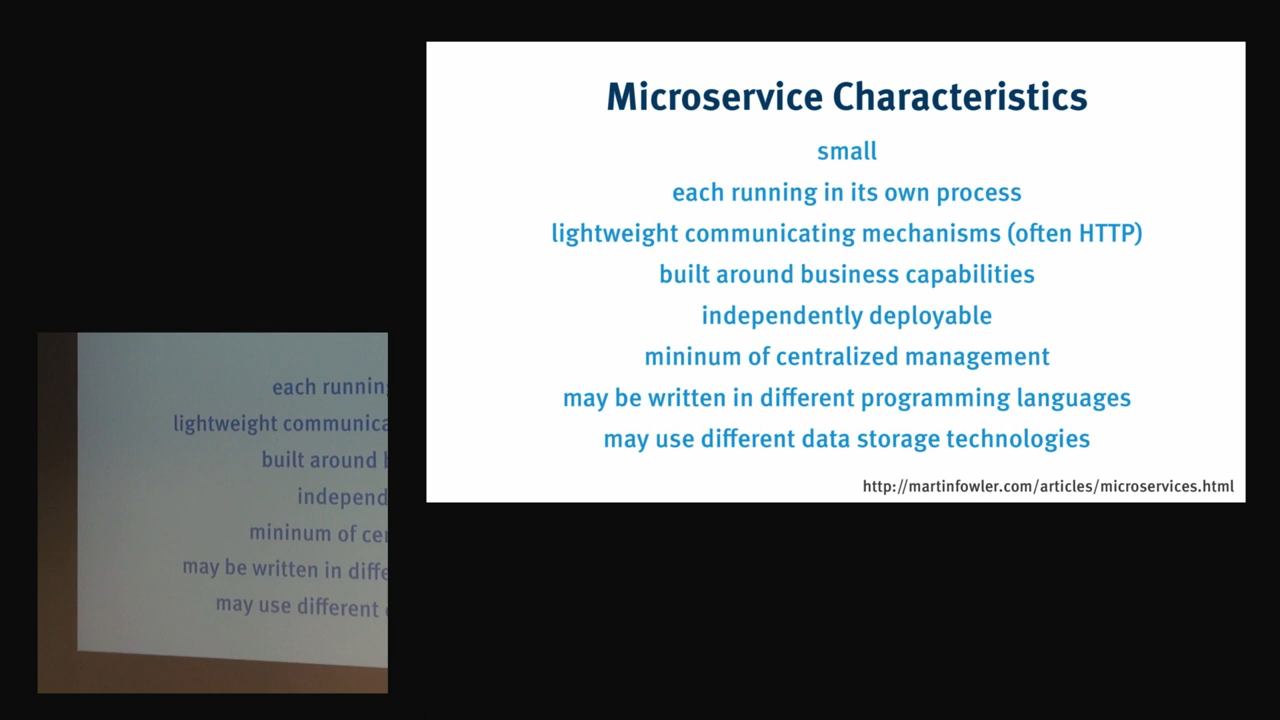 Microservice Characteristics
small
each running in its own process
lightweight communicating mechanisms (often HTTP)
built around business capabilities
independently deployable
mininum of centralized management
may be written in different programming languages
may use different data storage technologies
http://martinfowler.com/articles/microservices.html
each running
lightweight communica
built around
independ
mininum of cen
may be written in diffe
may use different